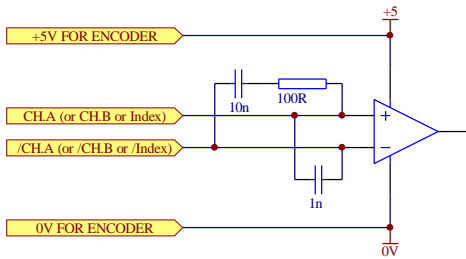 +5
+5V FOR ENCODER
10n
100R
CH.A (or CH.B or Index)
+
/CH.A (or /CH.B or /Index)
−
1n
0V FOR ENCODER
0V